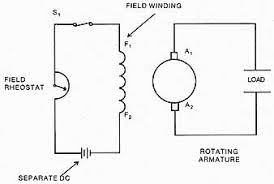 FIELD WINDING
S1
F1
A1
FIELD
RHEOSTAT
LOAD
F2
A2
SEPARATE DC
ROTATING
ARMATURE